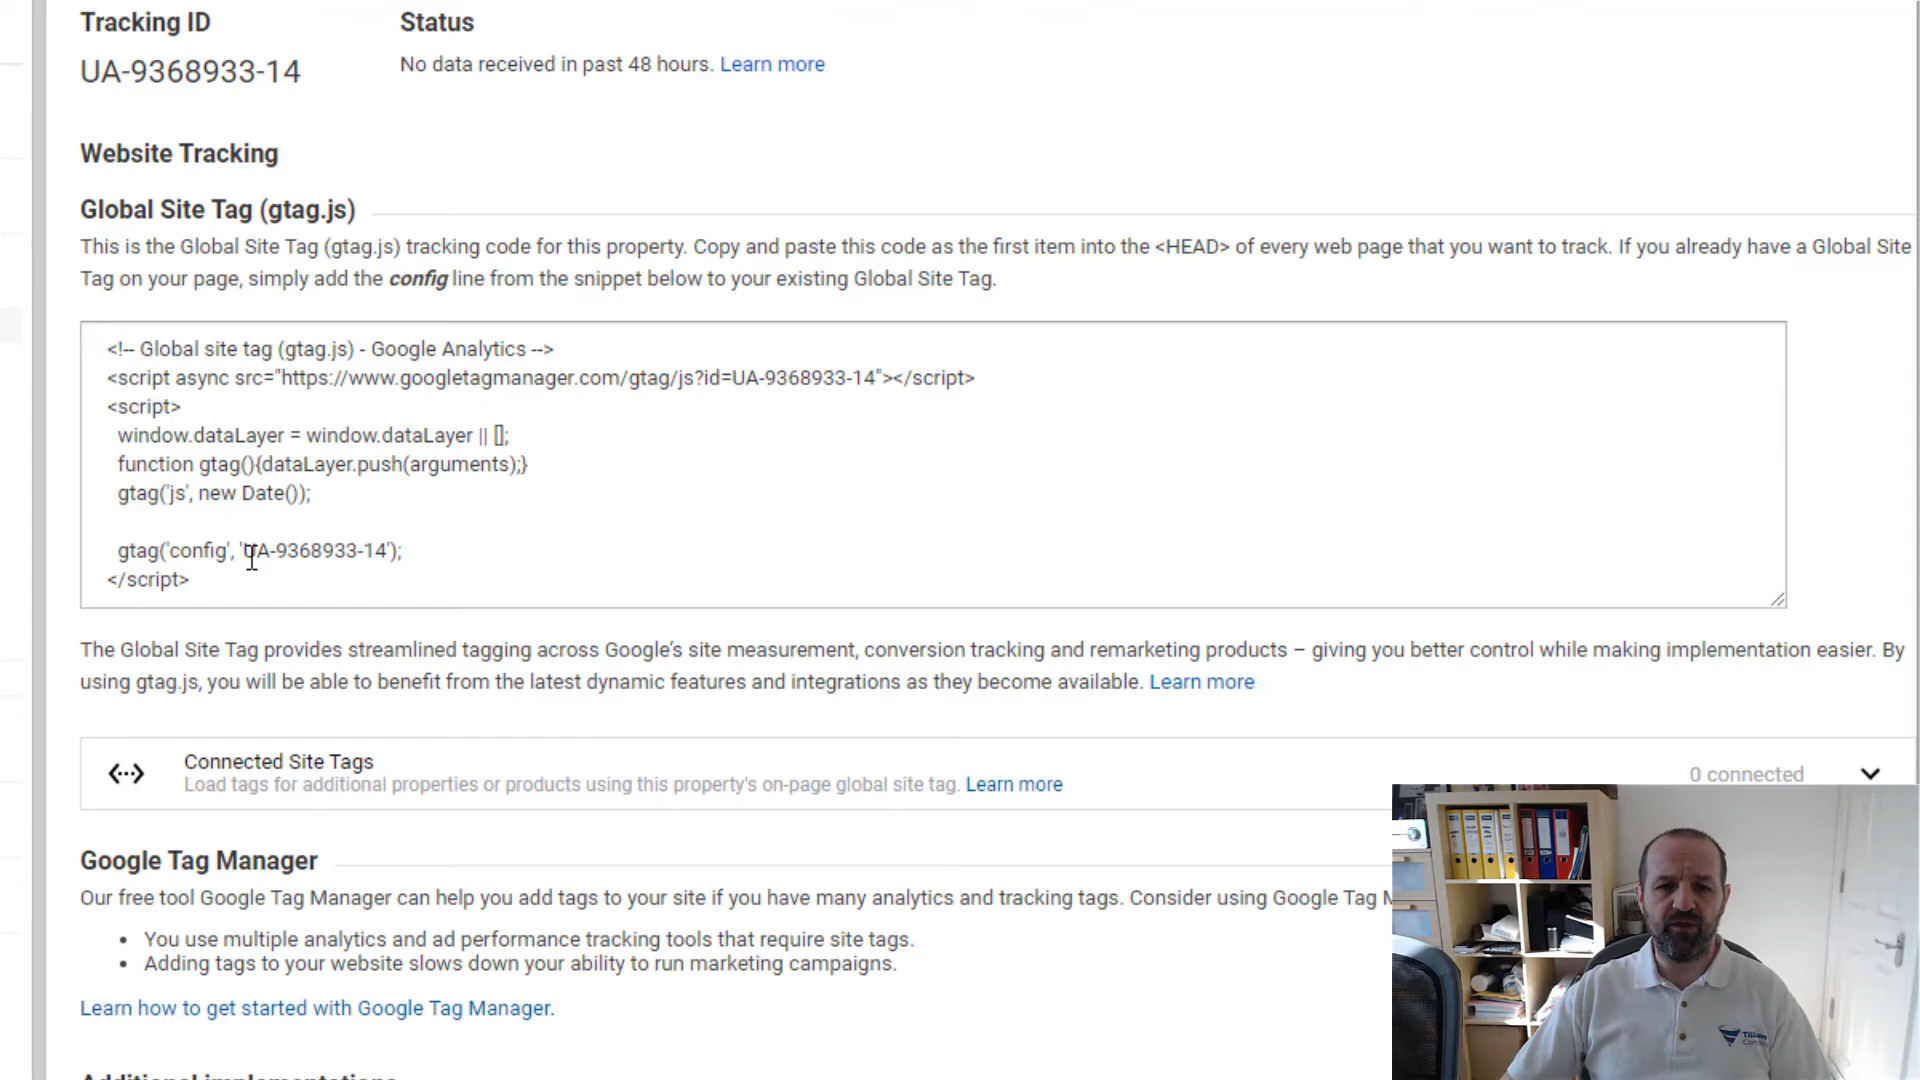 Tracking ID
Status
UA-9368933-14
No data received in past 48 hours. Learn more
Website Tracking
Global Site Tag (gtag.js)
This is the Global Site Tag (gtag.js) tracking code for this property. Copy and paste this code as the first item into the <HEAD> of every web page that you want to track. If you already have a Global Site
Tag on your page, simply add the config line from the snippet below to your existing Global Site Tag.
<!-- Global site tag (gtag.js) - Google Analytics -->
<script async src="https://www.googletagmanager.com/gtag/js?id=UA-9368933-14"></script>
<script>
window.dataLayer = window.dataLayer || [];
function gtag(){dataLayer.push(arguments);}
gtag('js', new Date());
gtag('config', 'UA-9368933-14');
</script>
The Global Site Tag provides streamlined tagging across Google's site measurement, conversion tracking and remarketing products – giving you better control while making implementation easier. By
using gtag.js, you will be able to benefit from the latest dynamic features and integrations as they become available. Learn more
Connected Site Tags
Load tags for additional properties or products using this property's on-page global site tag. Learn more
0 connected
Google Tag Manager
Our free tool Google Tag Manager can help you add tags to your site if you have many analytics and tracking tags. Consider using Google Tag
• You use multiple analytics and ad performance tracking tools that require site tags.
• Adding tags to your website slows down your ability to run marketing campaigns.
Learn how to get started with Google Tag Manager.
Additional implementations